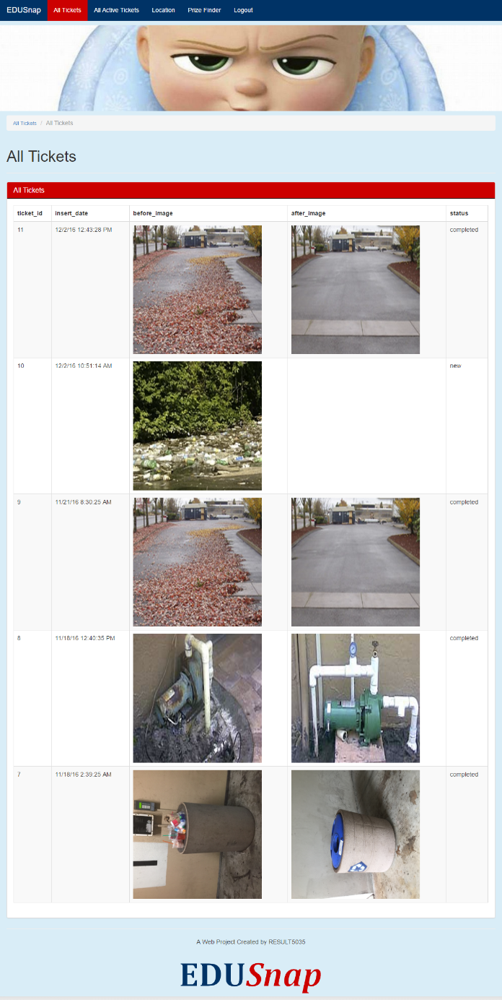 EDUSnap All Tickets All Active Tickets Location Prize Finder Logout
All Tickets / All Tickets
All Tickets
All Tickets
ticket_id insert_date before_image after_image status
11 12/2/16 12:43:28 PM completed
10 12/2/16 10:51:14 AM new
9 11/21/16 8:30:25 AM completed
8 11/18/16 12:40:35 PM completed
7 11/18/16 2:39:25 AM completed
A Web Project Created by RESULT5035
EDUSnap